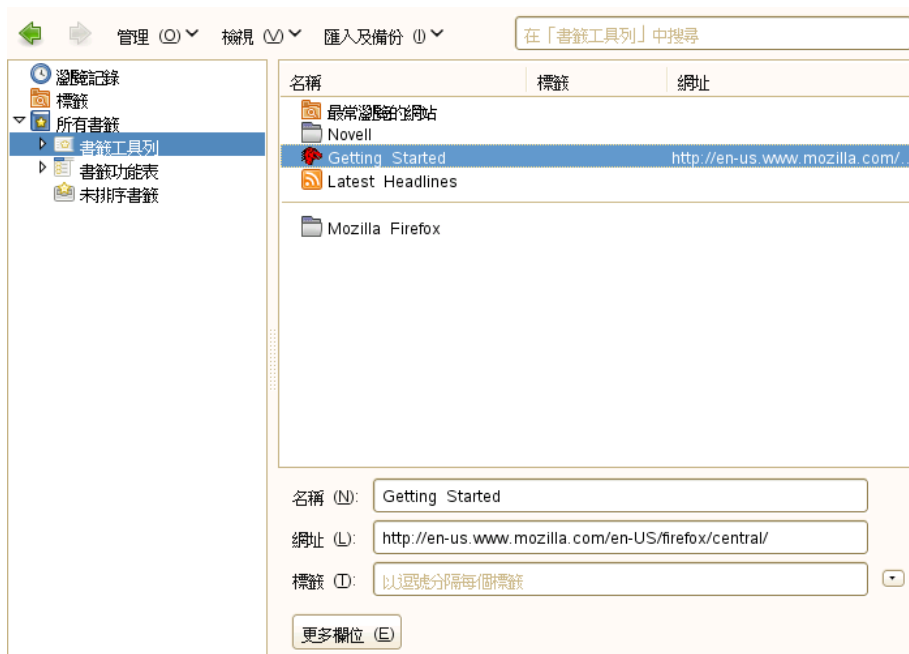 管理 (O) 檢視 (V) 匯入及備份 (I) 在「書籤工具列」中搜尋
瀏覽記錄
標籤
所有書籤
書籤工具列
書籤功能表
未排序書籤
名稱 標籤 網址
最常瀏覽的網站
Novell
Getting Started http://en-us.www.mozilla.com/...
Latest Headlines
Mozilla Firefox
名稱 (N): Getting Started
網址 (L): http://en-us.www.mozilla.com/en-US/firefox/central/
標籤 (T): 以逗號分隔每個標籤
更多欄位 (E)